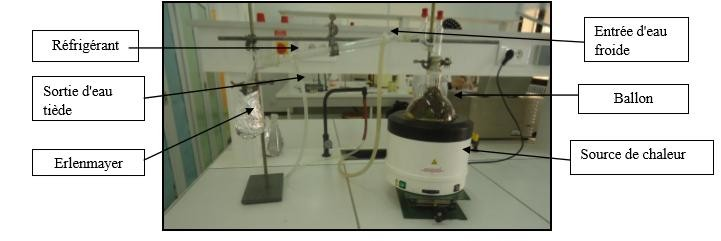 Réfrigérant
Sortie d'eau
tiède
Erlenmayer
Entrée d'eau
froide
Ballon
Source de chaleur